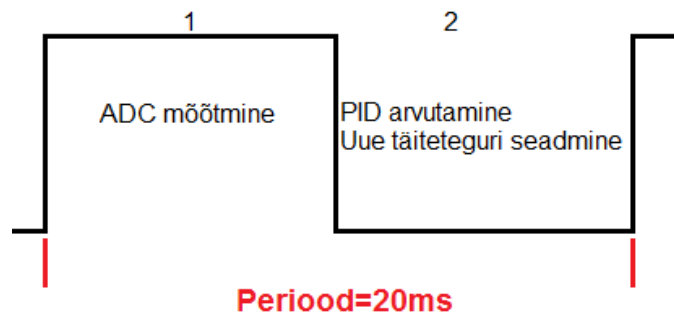 1
2
ADC mõõtmine
PID arvutamine
Uue täiteteguri seadmine
Periood=20ms